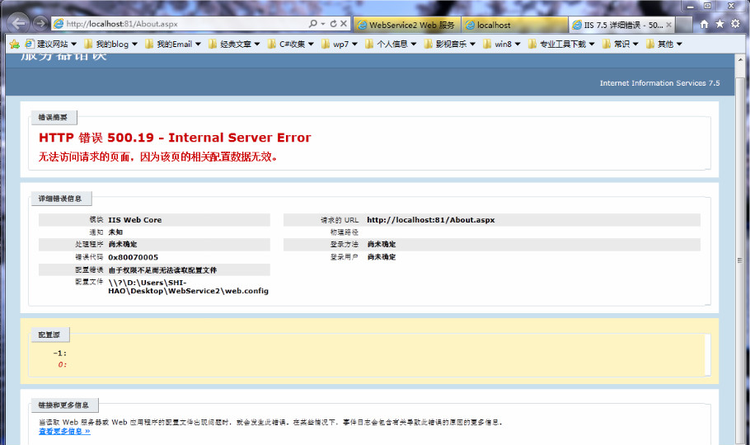 http://localhost:81/About.aspx
WebService2 Web 服务
localhost
IIS 7.5 详细错误 - 50...
建议网站
我的blog
我的Email
经典文章
C#收集
wp7
个人信息
影视音乐
win8
专业工具下载
常识
其他
服务器错误
Internet Information Services 7.5
错误摘要
HTTP 错误 500.19 - Internal Server Error
无法访问请求的页面，因为该页的相关配置数据无效。
详细错误信息
模块 IIS Web Core
通知 未知
处理程序 尚未确定
错误代码 0x80070005
配置错误 由于权限不足而无法读取配置文件
配置文件 \\?\D:\Users\SHI-
HAO\Desktop\WebService2\web.config
请求的 URL http://localhost:81/About.aspx
物理路径
登录方法 尚未确定
登录用户 尚未确定
配置源
-1:
0:
链接和更多信息
当读取 Web 服务器或 Web 应用程序的配置文件出现问题时，就会发生此错误。在某些情况下，事件日志会包含有关导致此错误的原因的更多信息。
查看更多信息 »